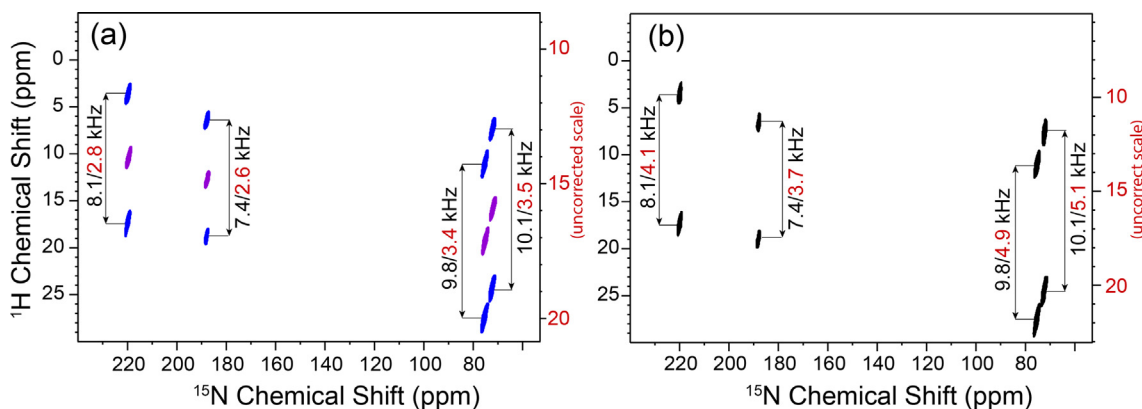 (a)
0
5
10
15
20
25
¹H Chemical Shift (ppm)
8.1/2.8 kHz
7.4/2.6 kHz
9.8/3.4 kHz
10.1/3.5 kHz
10
15
20
(uncorrected scale)
220 200 180 160 140 120 100 80
¹⁵N Chemical Shift (ppm)
(b)
0
5
10
15
20
25
8.1/4.1 kHz
7.4/3.7 kHz
9.8/4.9 kHz
10.1/5.1 kHz
10
15
20
(uncorrected scale)
220 200 180 160 140 120 100 80
¹⁵N Chemical Shift (ppm)